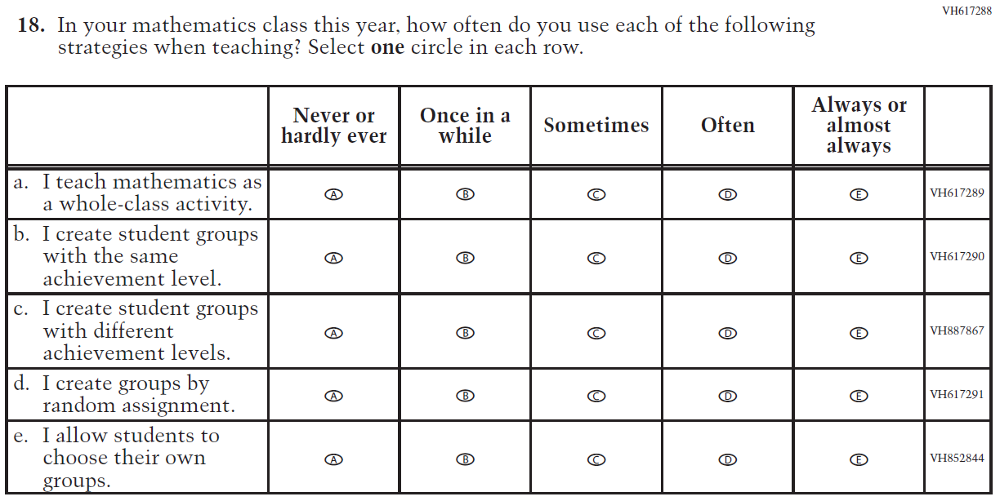 VH617288
18. In your mathematics class this year, how often do you use each of the following
strategies when teaching? Select one circle in each row.
Never or
hardly ever
Once in a
while
Sometimes
Often
Always or
almost
always
a. I teach mathematics as
a whole-class activity.
A B C D E VH617289
b. I create student groups
with the same
achievement level.
A B C D E VH617290
c. I create student groups
with different
achievement levels.
A B C D E VH887867
d. I create groups by
random assignment.
A B C D E VH617291
e. I allow students to
choose their own
groups.
A B C D E VH852844